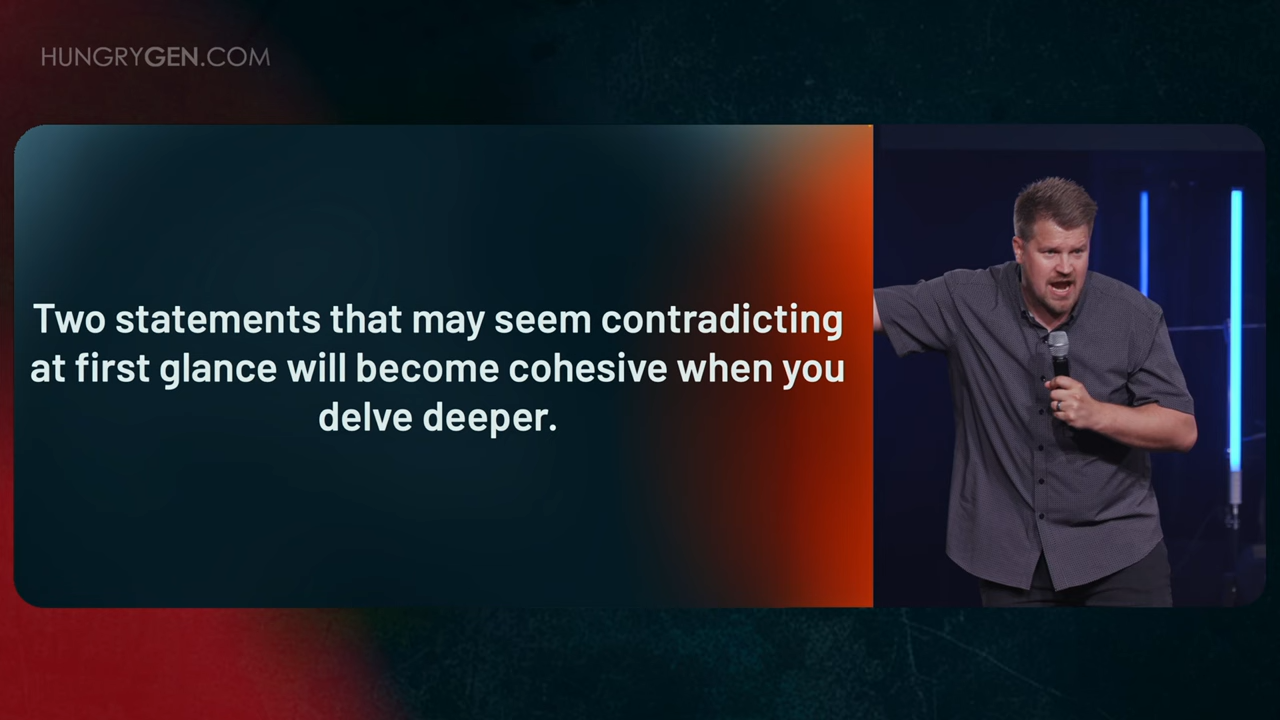 HUNGRYGEN.COM
Two statements that may seem contradicting
at first glance will become cohesive when you
delve deeper.